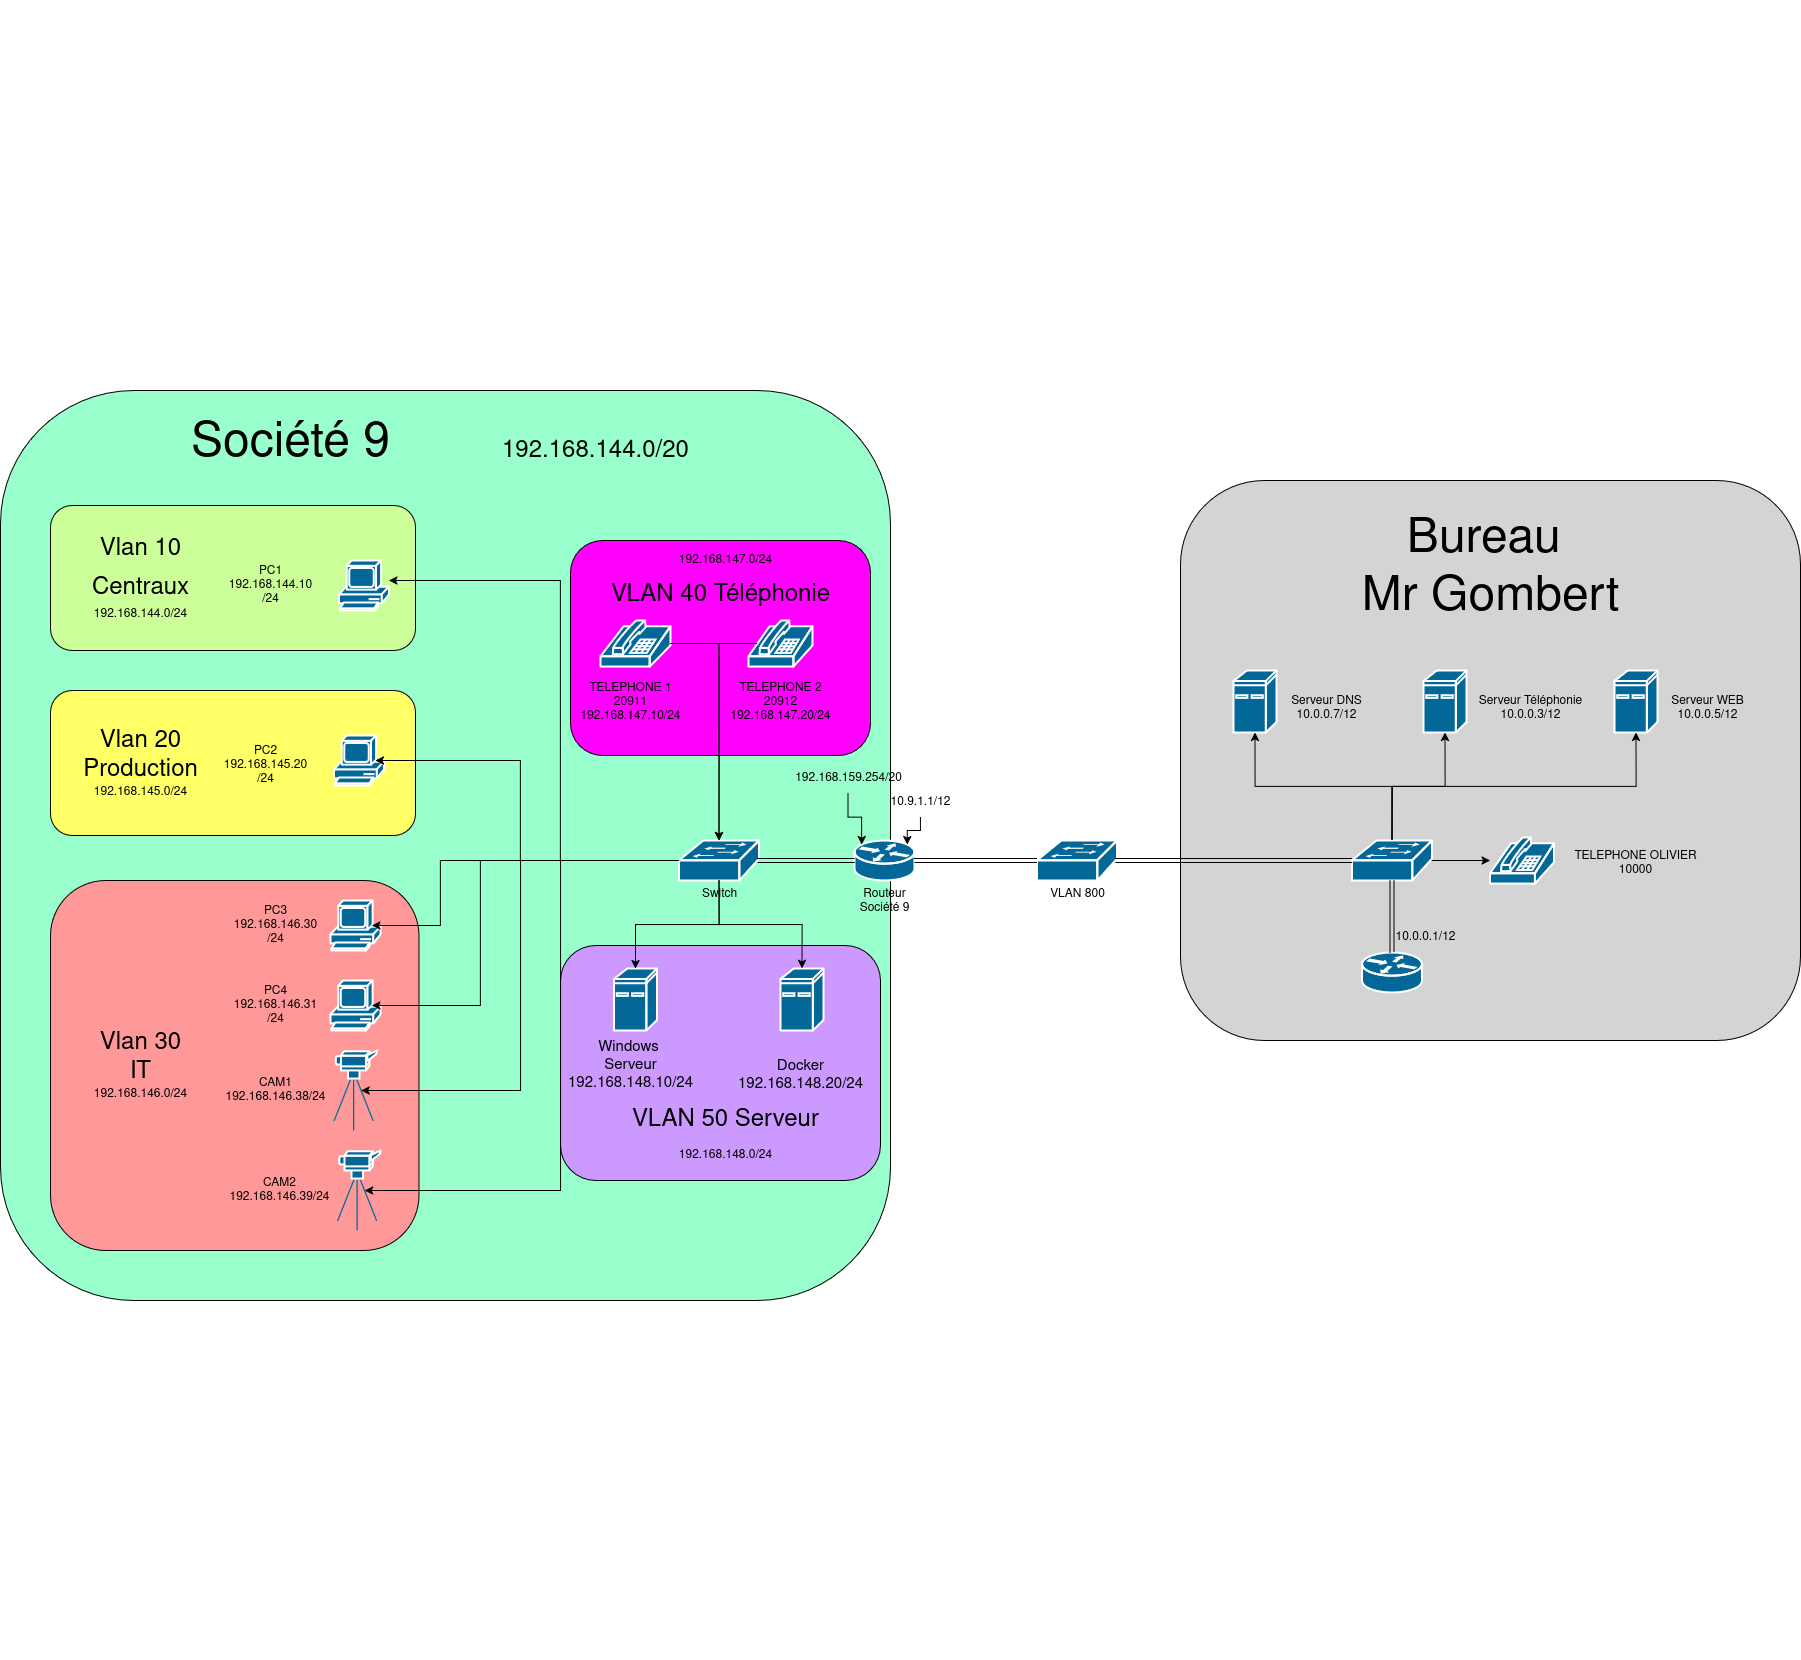 Société 9
192.168.144.0/20
Vlan 10
Centraux
192.168.144.0/24
PC1
192.168.144.10
/24
Vlan 20
Production
192.168.145.0/24
PC2
192.168.145.20
/24
Vlan 30
IT
192.168.146.0/24
PC3
192.168.146.30
/24
PC4
192.168.146.31
/24
CAM1
192.168.146.38/24
CAM2
192.168.146.39/24
192.168.147.0/24
VLAN 40 Téléphonie
TELEPHONE 1
20911
192.168.147.10/24
TELEPHONE 2
20912
192.168.147.20/24
192.168.159.254/20
10.9.1.1/12
Switch
Routeur
Société 9
VLAN 800
Windows
Serveur
192.168.148.10/24
Docker
192.168.148.20/24
VLAN 50 Serveur
192.168.148.0/24
Bureau
Mr Gombert
Serveur DNS
10.0.0.7/12
Serveur Téléphonie
10.0.0.3/12
Serveur WEB
10.0.0.5/12
TELEPHONE OLIVIER
10000
10.0.0.1/12